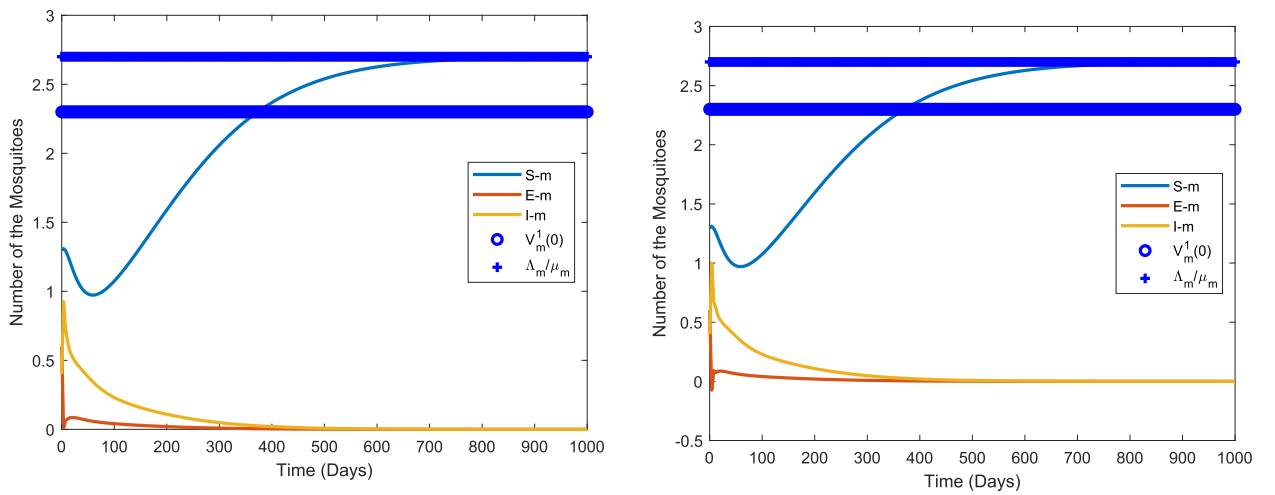 3
2.5
2
1.5
1
0.5
0
Number of the Mosquitoes
S-m
E-m
I-m
V_m^1(0)
Λ_m/μ_m
0 100 200 300 400 500 600 700 800 900 1000
Time (Days)
3
2.5
2
1.5
1
0.5
0
-0.5
Number of the Mosquitoes
S-m
E-m
I-m
V_m^1(0)
Λ_m/μ_m
0 100 200 300 400 500 600 700 800 900 1000
Time (Days)